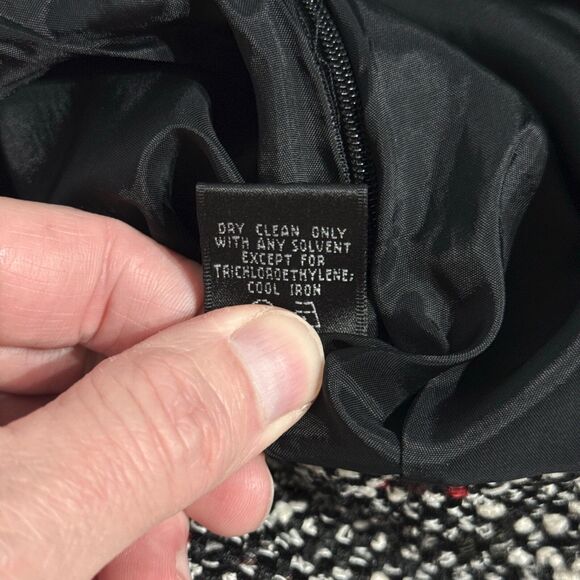 DRY CLEAN ONLY
WITH ANY SOLVENT
EXCEPT FOR
TRICHLOROETHYLENE;
COOL IRON